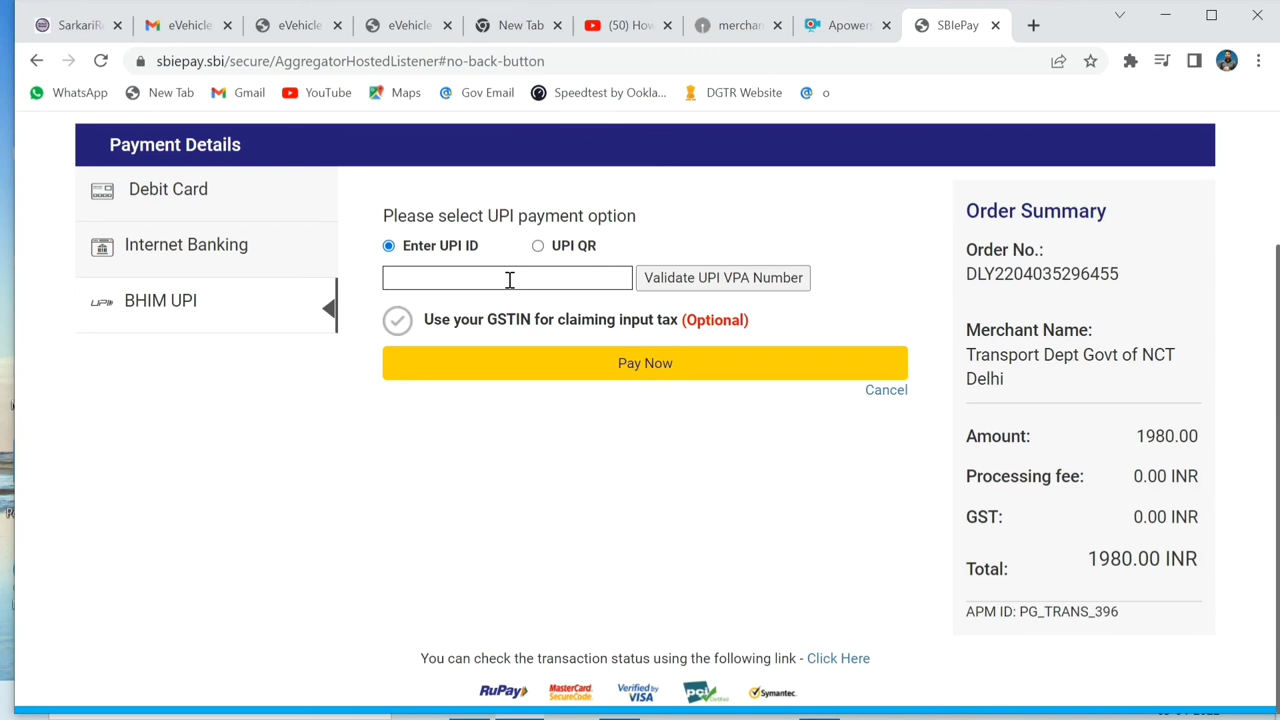 SarkariR
eVehicle
eVehicle
eVehicle
New Tab
(50) How
merchan
Apowers
SBIePay
sbiepay.sbi/secure/AggregatorHostedListener#no-back-button
WhatsApp
New Tab
Gmail
YouTube
Maps
Gov Email
Speedtest by Ookla...
DGTR Website
o
Payment Details
Debit Card
Internet Banking
BHIM UPI
Please select UPI payment option
Enter UPI ID
UPI QR
Validate UPI VPA Number
Use your GSTIN for claiming input tax (Optional)
Pay Now
Cancel
Order Summary
Order No.:
DLY2204035296455
Merchant Name:
Transport Dept Govt of NCT
Delhi
Amount: 1980.00
Processing fee: 0.00 INR
GST: 0.00 INR
Total: 1980.00 INR
APM ID: PG_TRANS_396
You can check the transaction status using the following link - Click Here
RuPay
MasterCard.
SecureCode.
Verified by
VISA
pci
Certified
Symantec.